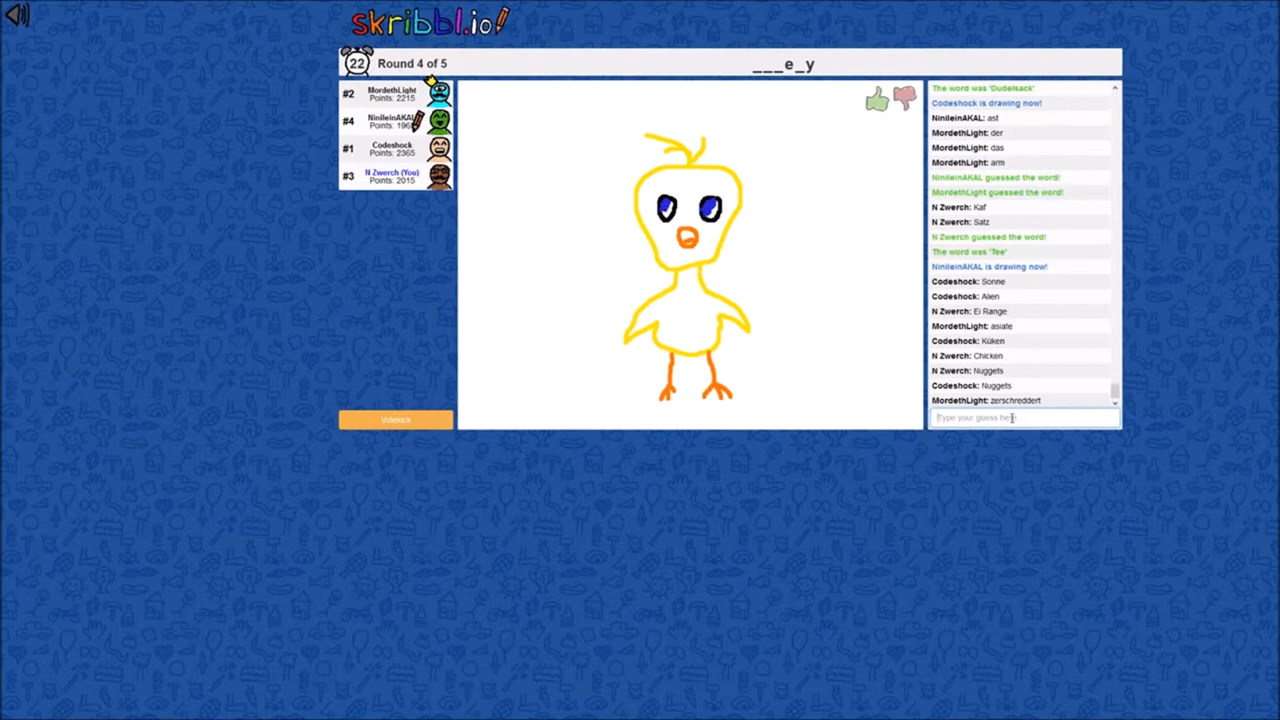 skribbl.io!
22
Round 4 of 5
___e_y
#2
MordethLight
Points: 2215
#4
NinileinAKAL
#1
Codeshock
Points: 2365
#3
N Zwerch (You)
Points: 2015
Votekick
The word was 'Dudelsack'
Codeshock is drawing now!
NinileinAKAL: ast
MordethLight: der
MordethLight: das
MordethLight: arm
NinileinAKAL guessed the word!
MordethLight guessed the word!
N Zwerch: Kaf
N Zwerch: Satz
N Zwerch guessed the word!
The word was 'Tee'
NinileinAKAL is drawing now!
Codeshock: Sonne
Codeshock: Alien
N Zwerch: Ei Range
MordethLight: asiate
Codeshock: Küken
N Zwerch: Chicken
N Zwerch: Nuggets
Codeshock: Nuggets
MordethLight: zerschreddert
Type your guess here